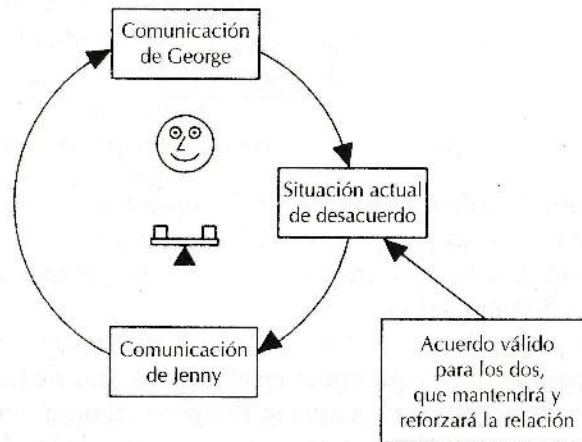 Comunicación
de George
Situación actual
de desacuerdo
Comunicación
de Jenny
Acuerdo válido
para los dos,
que mantendrá y
reforzará la relación